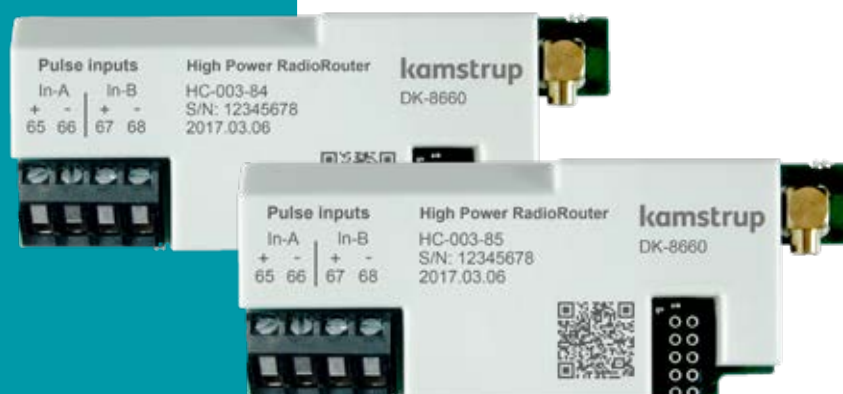 Pulse inputs
In-A In-B
+ - + -
65 66 67 68
High Power RadioRouter
HC-003-84
S/N: 12345678
2017.03.06
kamstrup
DK-8660
Pulse inputs
In-A In-B
+ - + -
65 66 67 68
High Power RadioRouter
HC-003-85
S/N: 12345678
2017.03.06
kamstrup
DK-8660